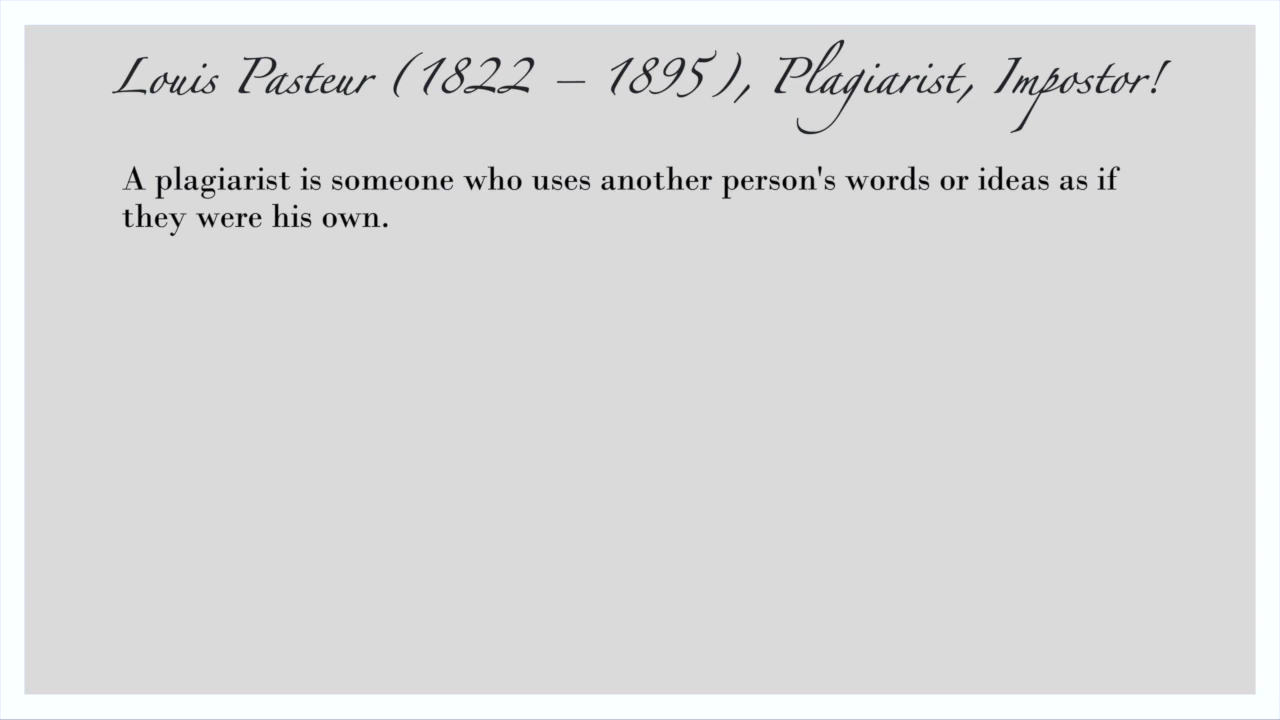 Louis Pasteur (1822 – 1895), Plagiarist, Impostor!
A plagiarist is someone who uses another person's words or ideas as if
they were his own.